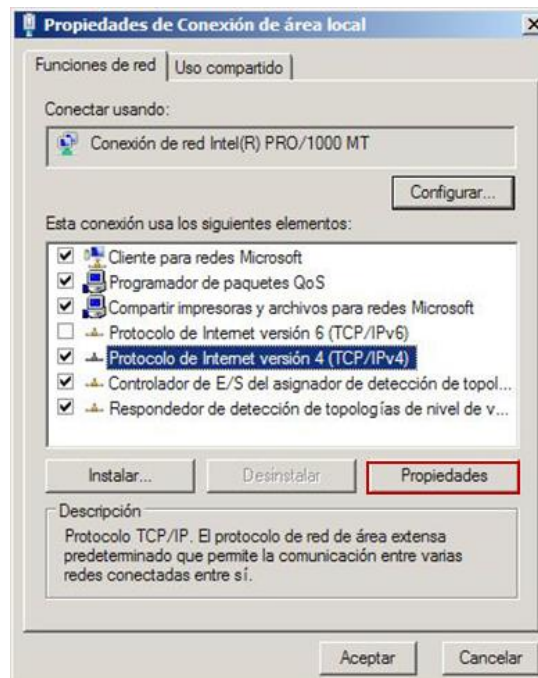 Propiedades de Conexión de área local
Funciones de red
Uso compartido
Conectar usando:
Conexión de red Intel(R) PRO/1000 MT
Configurar...
Esta conexión usa los siguientes elementos:
Cliente para redes Microsoft
Programador de paquetes QoS
Compartir impresoras y archivos para redes Microsoft
Protocolo de Internet versión 6 (TCP/IPv6)
Protocolo de Internet versión 4 (TCP/IPv4)
Controlador de E/S del asignador de detección de topol...
Respondedor de detección de topologías de nivel de v...
Instalar...
Desinstalar
Propiedades
Descripción
Protocolo TCP/IP. El protocolo de red de área extensa
predeterminado que permite la comunicación entre varias
redes conectadas entre sí.
Aceptar
Cancelar